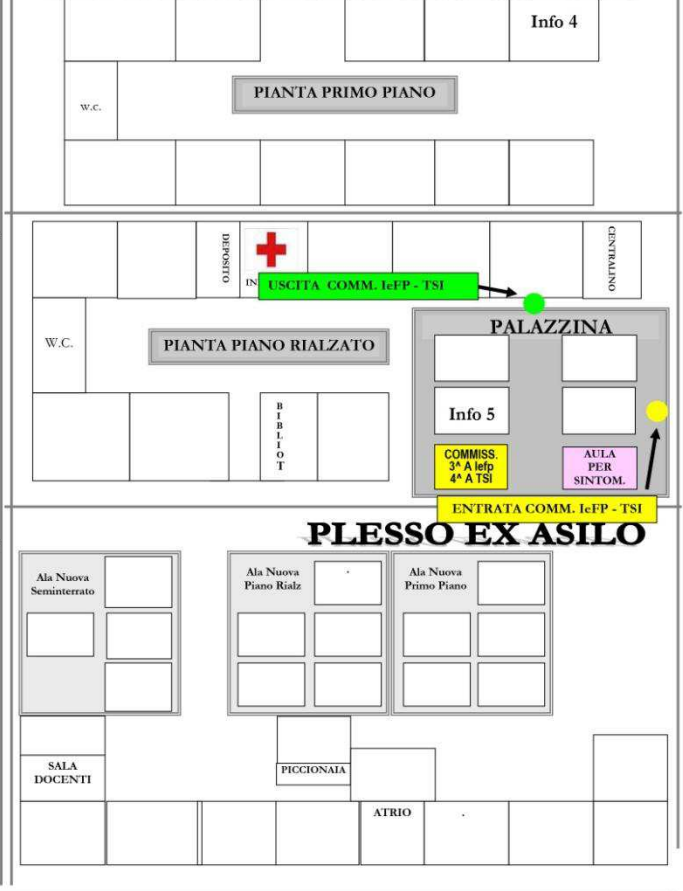 Info 4
PIANTA PRIMO PIANO
w.c.
DEPOSITO
IN
CENTRALINO
USCITA COMM. IeFP - TSI
PALAZZINA
W.C.
PIANTA PIANO RIALZATO
BIBLIOT
Info 5
COMMISS.
3^ A Iefp
4^ A TSI
AULA
PER
SINTOM.
ENTRATA COMM. IeFP - TSI
PLESSO EX ASILO
Ala Nuova
Seminterrato
Ala Nuova
Piano Rialz
Ala Nuova
Primo Piano
SALA
DOCENTI
PICCIONAIA
ATRIO